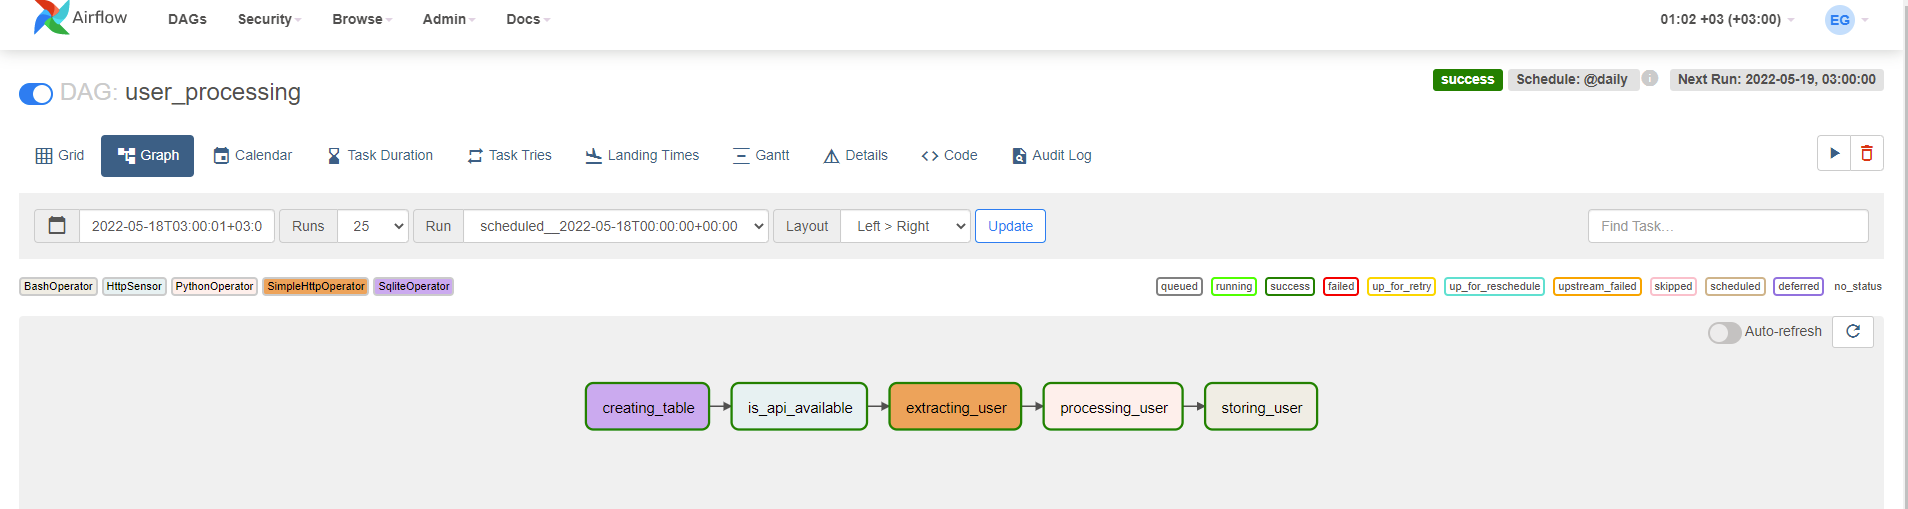 Airflow DAGs Security Browse Admin Docs 01:02 +03 (+03:00) EG
success Schedule: @daily i Next Run: 2022-05-19, 03:00:00
DAG: user_processing
Grid Graph Calendar Task Duration Task Tries Landing Times Gantt Details Code Audit Log
2022-05-18T03:00:01+03:0 Runs 25 Run scheduled__2022-05-18T00:00:00+00:00 Layout Left > Right Update Find Task...
BashOperator HttpSensor PythonOperator SimpleHttpOperator SqliteOperator queued running success failed up_for_retry up_for_reschedule upstream_failed skipped scheduled deferred no_status
Auto-refresh
creating_table is_api_available extracting_user processing_user storing_user